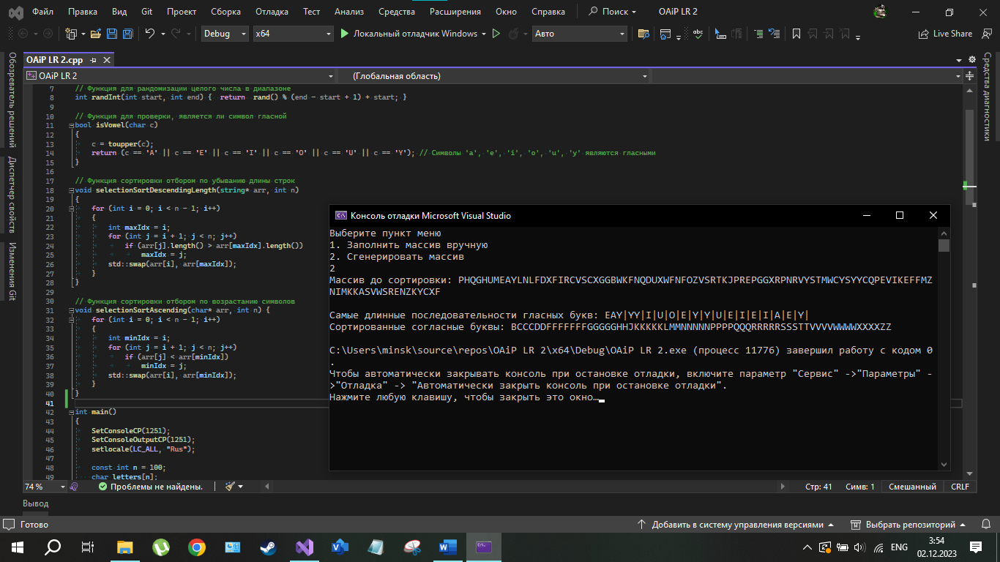 Файл Правка Вид Git Проект Сборка Отладка Тест Анализ Средства Расширения Окно Справка Поиск OAiP LR 2
Debug x64 Локальный отладчик Windows Авто Live Share
Обозреватель решений
Диспетчер свойств
Изменения Git
Средства диагностики
OAiP LR 2.cpp
OAiP LR 2 (Глобальная область)
7 // Функция для рандомизации целого числа в диапазоне
8 int randInt(int start, int end) { return rand() % (end - start + 1) + start; }
9
10 // Функция для проверки, является ли символ гласной
11 bool isVowel(char c)
12 {
13 c = toupper(c);
14 return (c == 'A' || c == 'E' || c == 'I' || c == 'O' || c == 'U' || c == 'Y'); // Символы 'a', 'e', 'i', 'o', 'u', 'y' являются гласными
15 }
16
17 // Функция сортировки отбором по убыванию длины строк
18 void selectionSortDescendingLength(string* arr, int n)
19 {
20 for (int i = 0; i < n - 1; i++)
21 {
22 int maxIdx = i;
23 for (int j = i + 1; j < n; j++)
24 if (arr[j].length() > arr[maxIdx].length())
25 maxIdx = j;
26 std::swap(arr[i], arr[maxIdx]);
27 }
28 }
29
30 // Функция сортировки отбором по возрастанию символов
31 void selectionSortAscending(char* arr, int n) {
32 for (int i = 0; i < n - 1; i++)
33 {
34 int minIdx = i;
35 for (int j = i + 1; j < n; j++)
36 if (arr[j] < arr[minIdx])
37 minIdx = j;
38 std::swap(arr[i], arr[minIdx]);
39 }
40 }
41
42 int main()
43 {
44 SetConsoleCP(1251);
45 SetConsoleOutputCP(1251);
46 setlocale(LC_ALL, "Rus");
47
48 const int n = 100;
49 char letters[n];
Консоль отладки Microsoft Visual Studio
Выберите пункт меню
1. Заполнить массив вручную
2. Сгенерировать массив
2
Массив до сортировки: PHQGHUMEAYLNLFDXFIRCVSCXGGBWKFNQDUXWFNFOZVSRTKJPREPGGXRPNRVYSTMWCYSYYCQPEVIKEFFMZ
NIMKKASVWSRENZKYCXF
Самые длинные последовательности гласных букв: EAY|YY|I|U|O|E|Y|Y|U|E|I|E|I|A|E|Y|
Сортированные согласные буквы: BCCCDDFFFFFFFGGGGGHHJKKKKKLMMNNNNNPPPPQQQRRRRRSSSTTVVVVWWWWXXXXZZ
C:\Users\minsk\source\repos\OAiP LR 2\x64\Debug\OAiP LR 2.exe (процесс 11776) завершил работу с кодом 0
.
Чтобы автоматически закрывать консоль при остановке отладки, включите параметр "Сервис" ->"Параметры" -
>"Отладка" -> "Автоматически закрыть консоль при остановке отладки".
Нажмите любую клавишу, чтобы закрыть это окно…
74 % Проблемы не найдены. Стр: 41 Симв: 1 Смешанный CRLF
Вывод
Готово Добавить в систему управления версиями Выбрать репозиторий
ENG 3:54
02.12.2023